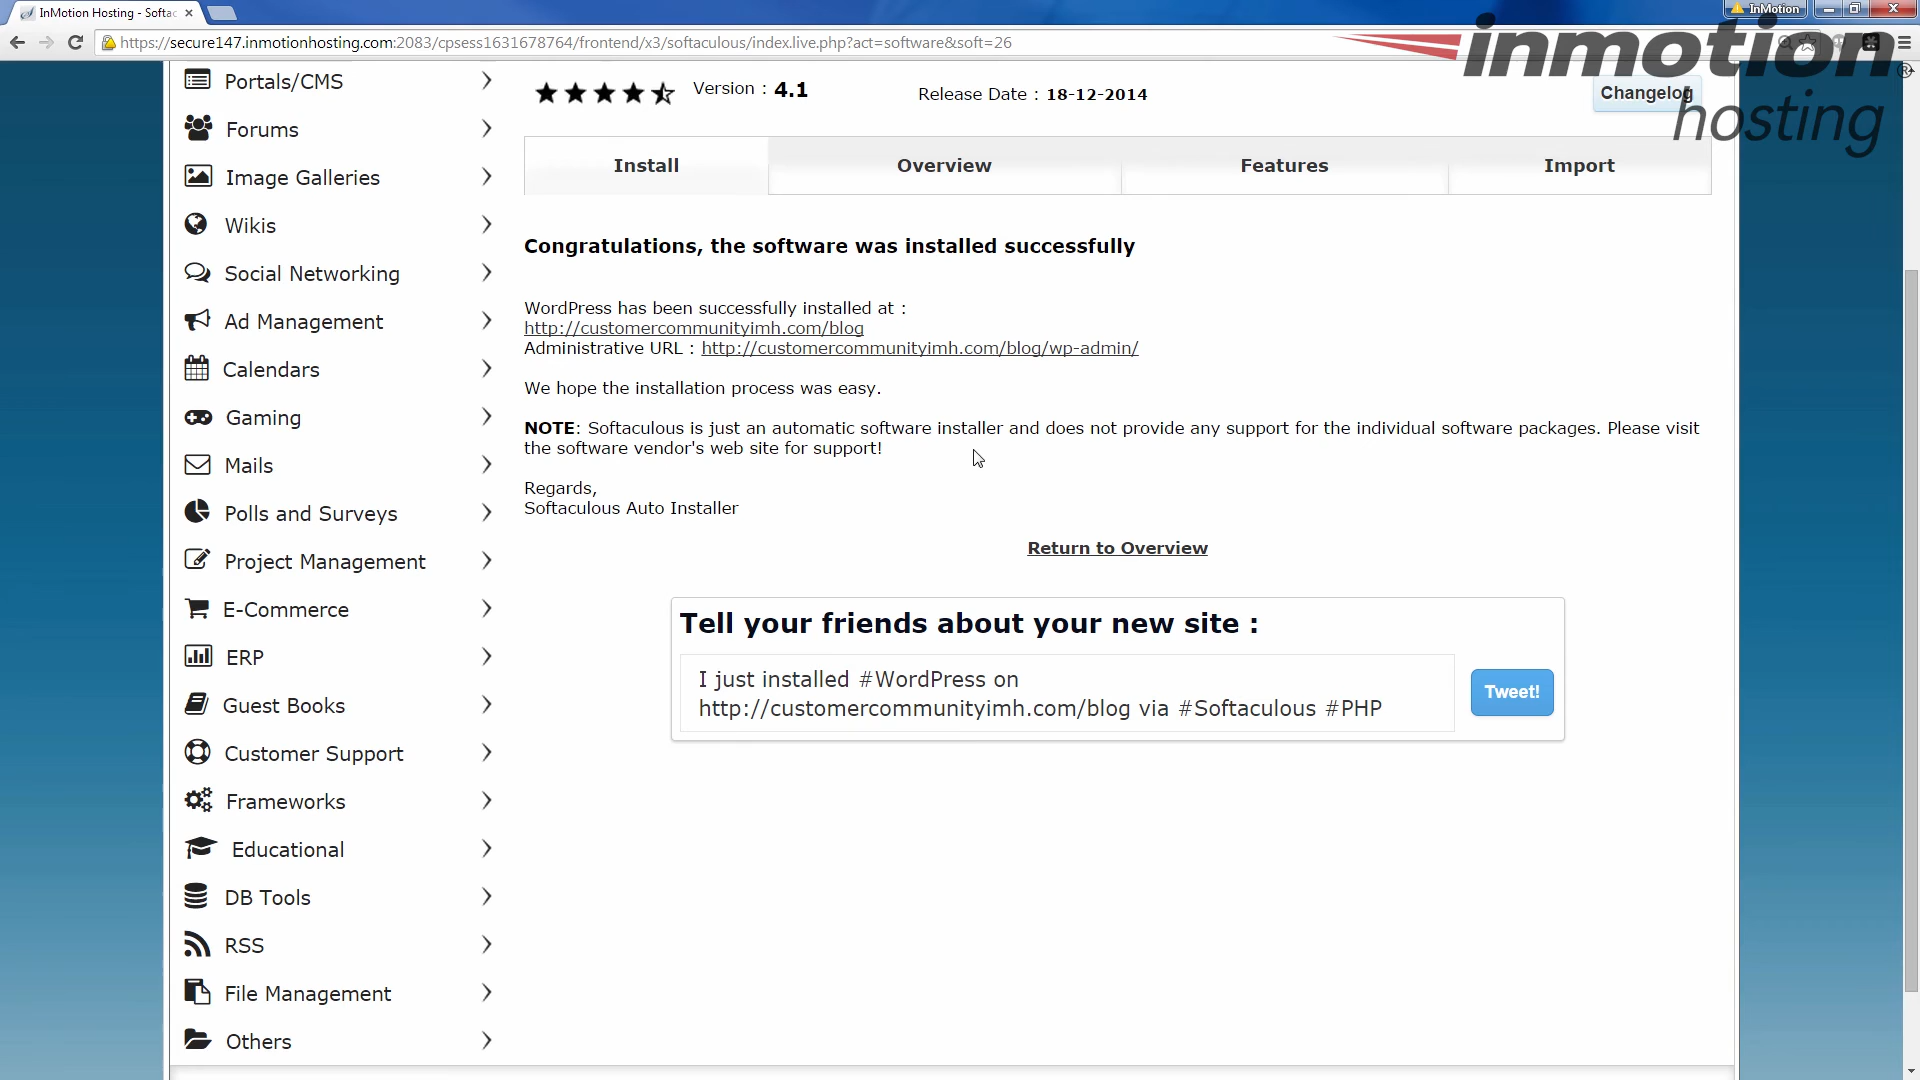 InMotion Hosting - Softac
InMotion
https://secure147.inmotionhosting.com:2083/cpsess1631678764/frontend/x3/softaculous/index.live.php?act=software&soft=26
inmotion
hosting
Portals/CMS
Forums
Image Galleries
Wikis
Social Networking
Ad Management
Calendars
Gaming
Mails
Polls and Surveys
Project Management
E-Commerce
ERP
Guest Books
Customer Support
Frameworks
Educational
DB Tools
RSS
File Management
Others
Version : 4.1
Release Date : 18-12-2014
Changelog
Install
Overview
Features
Import
Congratulations, the software was installed successfully
WordPress has been successfully installed at :
http://customercommunityimh.com/blog
Administrative URL : http://customercommunityimh.com/blog/wp-admin/
We hope the installation process was easy.
NOTE: Softaculous is just an automatic software installer and does not provide any support for the individual software packages. Please visit
the software vendor's web site for support!
Regards,
Softaculous Auto Installer
Return to Overview
Tell your friends about your new site :
I just installed #WordPress on
http://customercommunityimh.com/blog via #Softaculous #PHP
Tweet!